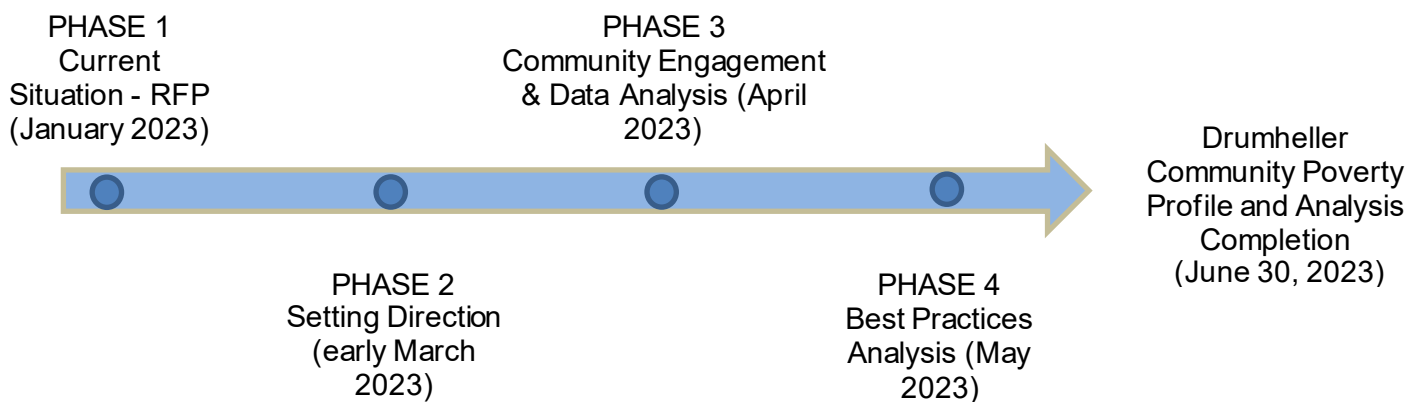 PHASE 1
Current
Situation - RFP
(January 2023)
PHASE 3
Community Engagement
& Data Analysis (April
2023)
Drumheller
Community Poverty
Profile and Analysis
Completion
(June 30, 2023)
PHASE 2
Setting Direction
(early March
2023)
PHASE 4
Best Practices
Analysis (May
2023)